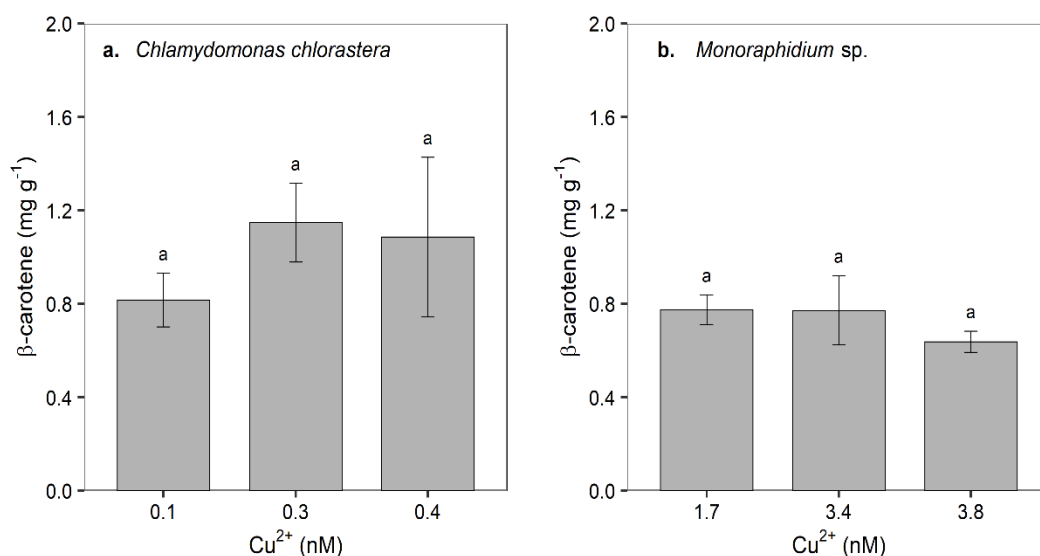 a. Chlamydomonas chlorastera
β-carotene (mg g⁻¹)
2.0
1.6
1.2
0.8
0.4
0.0
a
a
a
0.1
0.3
0.4
Cu²⁺ (nM)
b. Monoraphidium sp.
β-carotene (mg g⁻¹)
2.0
1.6
1.2
0.8
0.4
0.0
a
a
a
1.7
3.4
3.8
Cu²⁺ (nM)